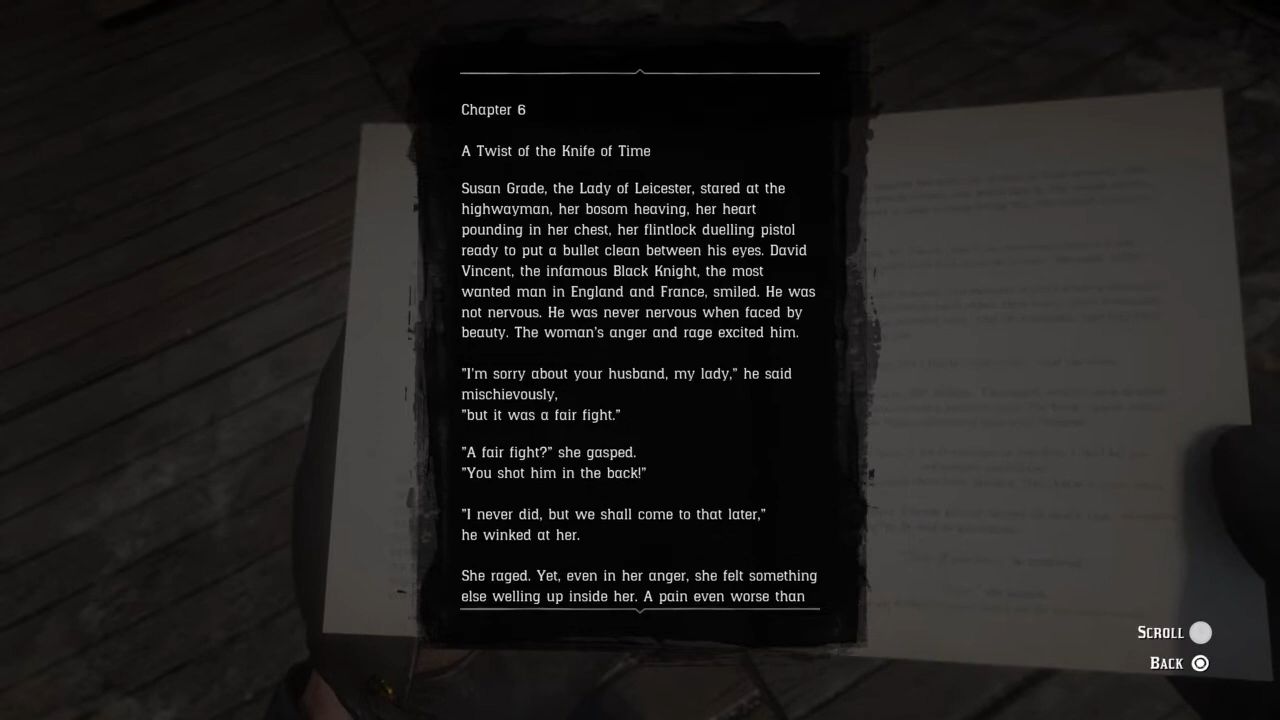 Chapter 6
A Twist of the Knife of Time
Susan Grade, the Lady of Leicester, stared at the
highwayman, her bosom heaving, her heart
pounding in her chest, her flintlock duelling pistol
ready to put a bullet clean between his eyes. David
Vincent, the infamous Black Knight, the most
wanted man in England and France, smiled. He was
not nervous. He was never nervous when faced by
beauty. The woman's anger and rage excited him.
"I'm sorry about your husband, my lady," he said
mischievously,
"but it was a fair fight."
"A fair fight?" she gasped.
"You shot him in the back!"
"I never did, but we shall come to that later,"
he winked at her.
She raged. Yet, even in her anger, she felt something
else welling up inside her. A pain even worse than
Scroll
Back